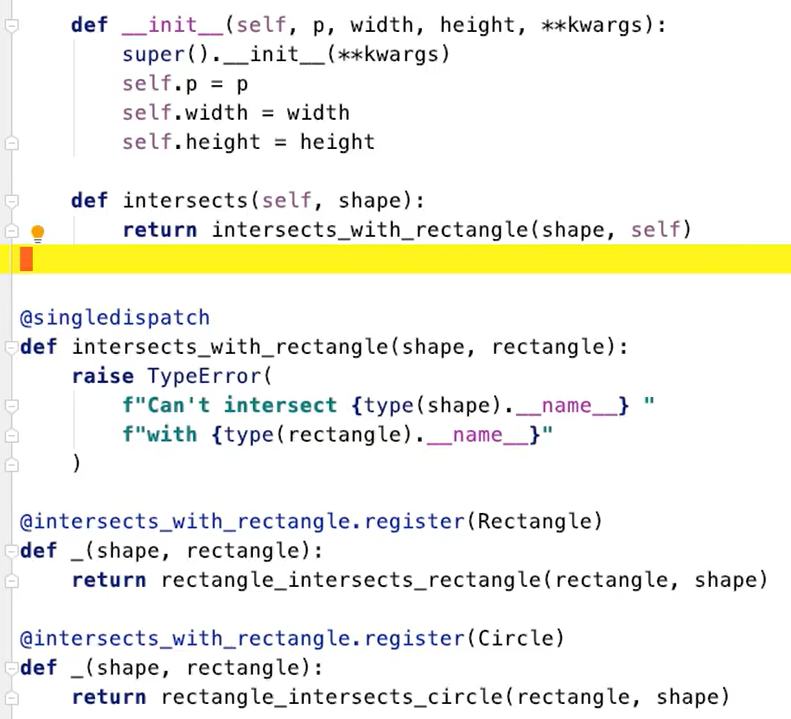 def __init__(self, p, width, height, **kwargs):
super().__init__(**kwargs)
self.p = p
self.width = width
self.height = height
def intersects(self, shape):
return intersects_with_rectangle(shape, self)
@singledispatch
def intersects_with_rectangle(shape, rectangle):
raise TypeError(
f"Can't intersect {type(shape).__name__} "
f"with {type(rectangle).__name__}"
)
@intersects_with_rectangle.register(Rectangle)
def _(shape, rectangle):
return rectangle_intersects_rectangle(rectangle, shape)
@intersects_with_rectangle.register(Circle)
def _(shape, rectangle):
return rectangle_intersects_circle(rectangle, shape)